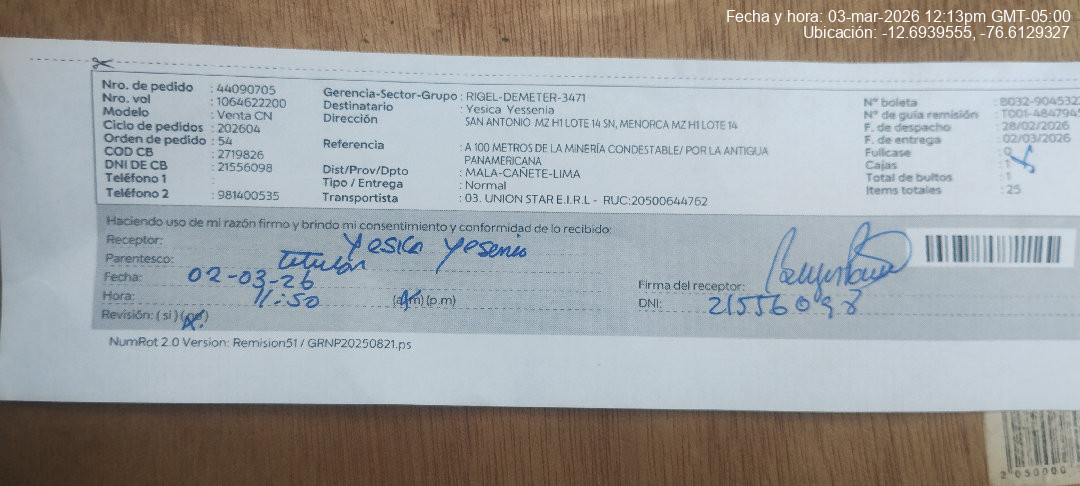 Fecha y hora: 03-mar-2026 12:13pm GMT-05:00
Ubicación: -12.6939555, -76.6129327
Nro. de pedido : 44090705
Nro. vol : 1064622200
Modelo : Venta CN
Ciclo de pedidos : 202604
Orden de pedido : 54
COD CB : 2719826
DNI DE CB : 21556098
Teléfono 1 :
Teléfono 2 : 981400535
Gerencia-Sector-Grupo : RIGEL-DEMETER-3471
Destinatario : Yesica Yessenia
Dirección SAN ANTONIO MZ H1 LOTE 14 SN, MENORCA MZ H1 LOTE 14
Referencia : A 100 METROS DE LA MINERÍA CONDESTABLE/ POR LA ANTIGUA
PANAMERICANA
Dist/Prov/Dpto : MALA-CAÑETE-LIMA
Tipo / Entrega : Normal
Transportista : 03. UNION STAR E.I.R.L - RUC:20500644762
N° boleta : B032-904532
N° de guía remisión : T001-4847945
F. de despacho : 28/02/2026
F. de entrega : 02/03/2026
Fullcase : 0
Cajas : 1
Total de bultos : 1
Items totales : 25
Haciendo uso de mi razón firmo y brindo mi consentimiento y conformidad de lo recibido:
Receptor: Yesica Yesenia
Parentesco: titular
Fecha: 02-03-26
Hora: 11:50 (a.m) (p.m)
Revisión: ( si ) (no)
Firma del receptor:
DNI: 21556098
NumRot 2.0 Version: Remision51 / GRNP20250821.ps